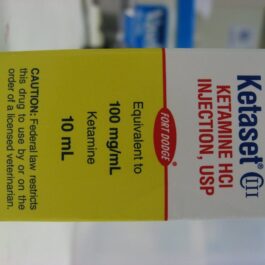 Ketaset® CIII
KETAMINE HCl
INJECTION, USP
FORT DODGE®
Equivalent to
100 mg/mL
Ketamine
10 mL
CAUTION: Federal law restricts
this drug to use by or on the
order of a licensed veterinarian.